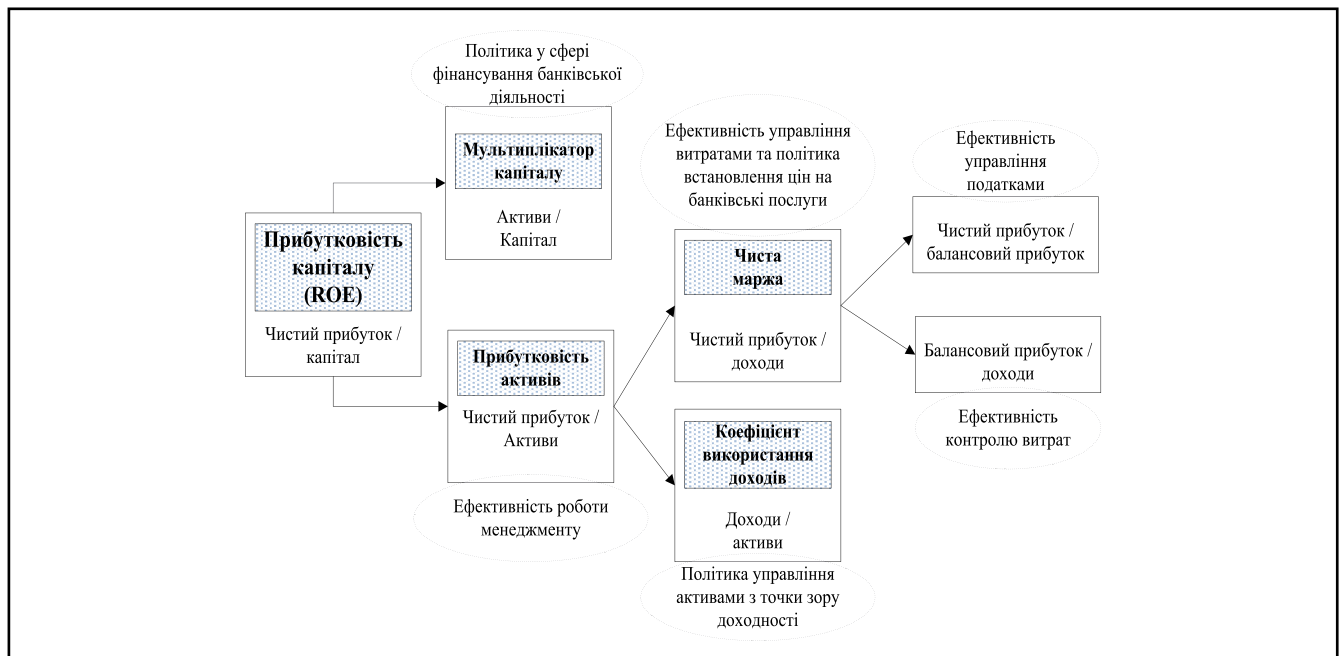 Політика у сфері
фінансування банківської
діяльності
Мультиплікатор
капіталу
Активи /
Капітал
Прибутковість
капіталу
(ROE)
Чистий прибуток /
капітал
Прибутковість
активів
Чистий прибуток /
Активи
Ефективність роботи
менеджменту
Ефективність управління
витратами та політика
встановлення цін на
банківські послуги
Чиста
маржа
Чистий прибуток /
доходи
Коефіцієнт
використання
доходів
Доходи /
активи
Політика управління
активами з точки зору
доходності
Ефективність
управління
податками
Чистий прибуток /
балансовий прибуток
Балансовий прибуток /
доходи
Ефективність
контролю витрат